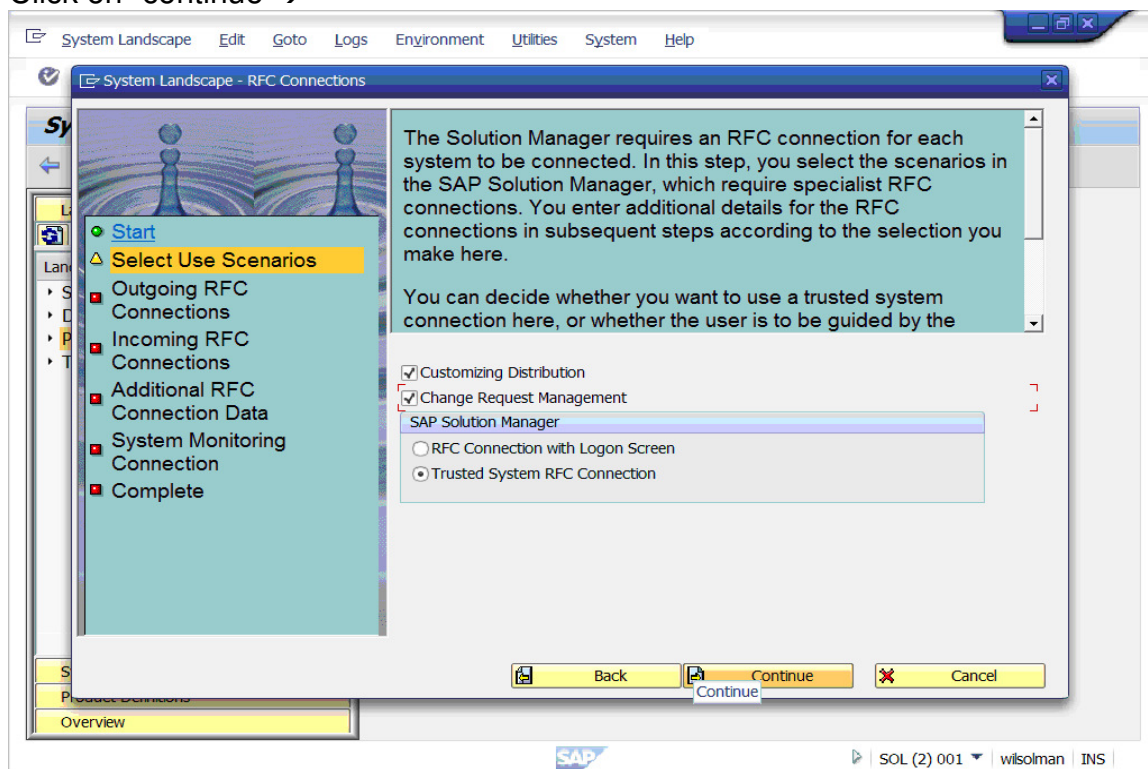 Click on "continue"→
System Landscape Edit Goto Logs Environment Utilities System Help
System Landscape - RFC Connections
Sy
The Solution Manager requires an RFC connection for each
system to be connected. In this step, you select the scenarios in
the SAP Solution Manager, which require specialist RFC
connections. You enter additional details for the RFC
connections in subsequent steps according to the selection you
make here.
You can decide whether you want to use a trusted system
connection here, or whether the user is to be guided by the
Start
Select Use Scenarios
Outgoing RFC
Connections
Incoming RFC
Connections
Additional RFC
Connection Data
System Monitoring
Connection
Complete
La
Lan
S
D
P
T
Customizing Distribution
Change Request Management
SAP Solution Manager
RFC Connection with Logon Screen
Trusted System RFC Connection
Back Continue Cancel
Continue
S
Product Definitions
Overview
SAP
SOL (2) 001 wilsolman INS